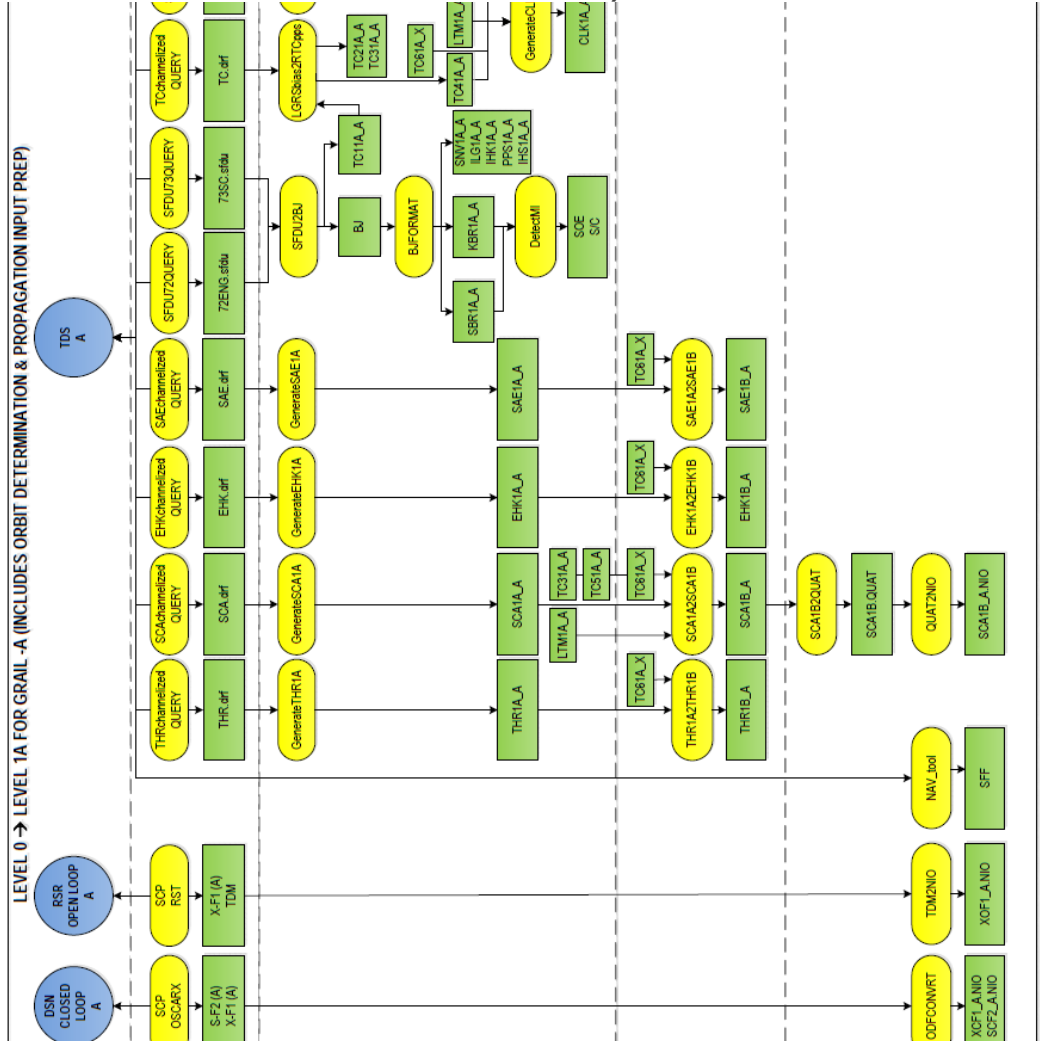 LEVEL 0 → LEVEL 1A FOR GRAIL -A (INCLUDES ORBIT DETERMINATION & PROPAGATION INPUT PREP)
DSN
CLOSED
LOOP
A
RSR
OPEN LOOP
A
TDS
A
SCP
OSCARX
SCP
RST
THRchannelized
QUERY
SCAchannelized
QUERY
EHKchannelized
QUERY
SAEchannelized
QUERY
SFDU72QUERY
SFDU73QUERY
TCchannelized
QUERY
S-F2 (A)
X-F1 (A)
X-F1 (A)
TDM
THR.drf
SCA.drf
EHK.drf
SAE.drf
72ENG.sfdu
73SC.sfdu
TC.drf
GenerateTHR1A
GenerateSCA1A
GenerateEHK1A
GenerateSAE1A
SFDU2BJ
LGRSbias2RTCpps
BJ
TC11A_A
TC21A_A
TC31A_A
BJFORMAT
TC61A_X
SBR1A_A
KBR1A_A
SNV1A_A
ILG1A_A
IHK1A_A
PPS1A_A
IHS1A_A
TC41A_A
LTM1A_
THR1A_A
SCA1A_A
EHK1A_A
SAE1A_A
DetectMI
GenerateCL
LTM1A_A
TC31A_A
TC51A_A
SOE
S/C
CLK1A_A
TC61A_X
TC61A_X
TC61A_X
TC61A_X
THR1A2THR1B
SCA1A2SCA1B
EHK1A2EHK1B
SAE1A2SAE1B
THR1B_A
SCA1B_A
EHK1B_A
SAE1B_A
SCA1B2QUAT
SCA1B.QUAT
ODFCONVRT
TDM2NIO
NAV_tool
QUAT2NIO
XCF1_A.NIO
SCF2_A.NIO
XOF1_A.NIO
SFF
SCA1B_A.NIO